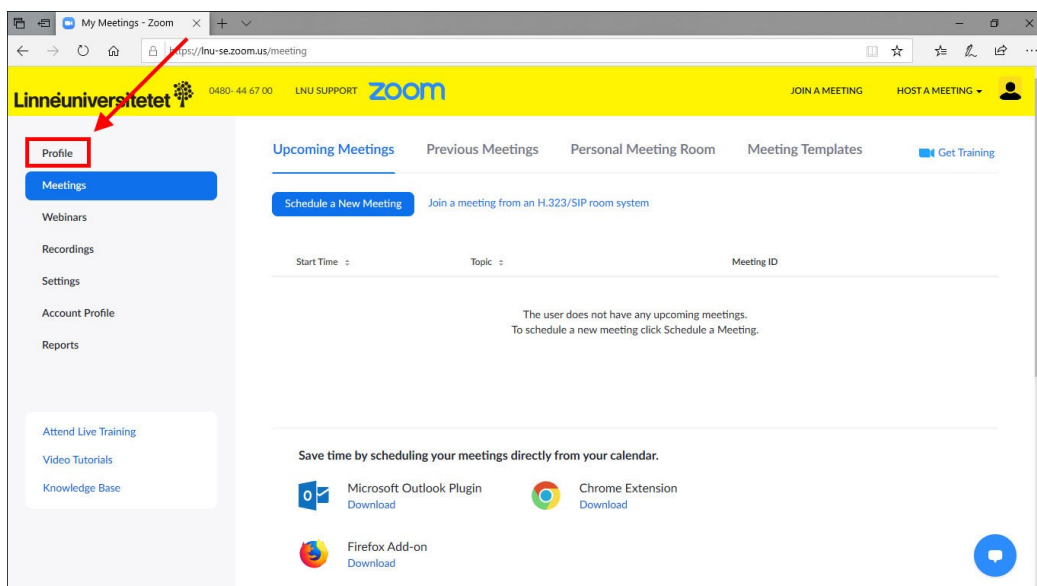 My Meetings - Zoom
https://lnu-se.zoom.us/meeting
Linnéuniversitetet
0480- 44 67 00 LNU SUPPORT zoom JOIN A MEETING HOST A MEETING
Profile
Meetings
Webinars
Recordings
Settings
Account Profile
Reports
Attend Live Training
Video Tutorials
Knowledge Base
Upcoming Meetings Previous Meetings Personal Meeting Room Meeting Templates Get Training
Schedule a New Meeting Join a meeting from an H.323/SIP room system
Start Time Topic Meeting ID
The user does not have any upcoming meetings.
To schedule a new meeting click Schedule a Meeting.
Save time by scheduling your meetings directly from your calendar.
Microsoft Outlook Plugin
Download
Chrome Extension
Download
Firefox Add-on
Download